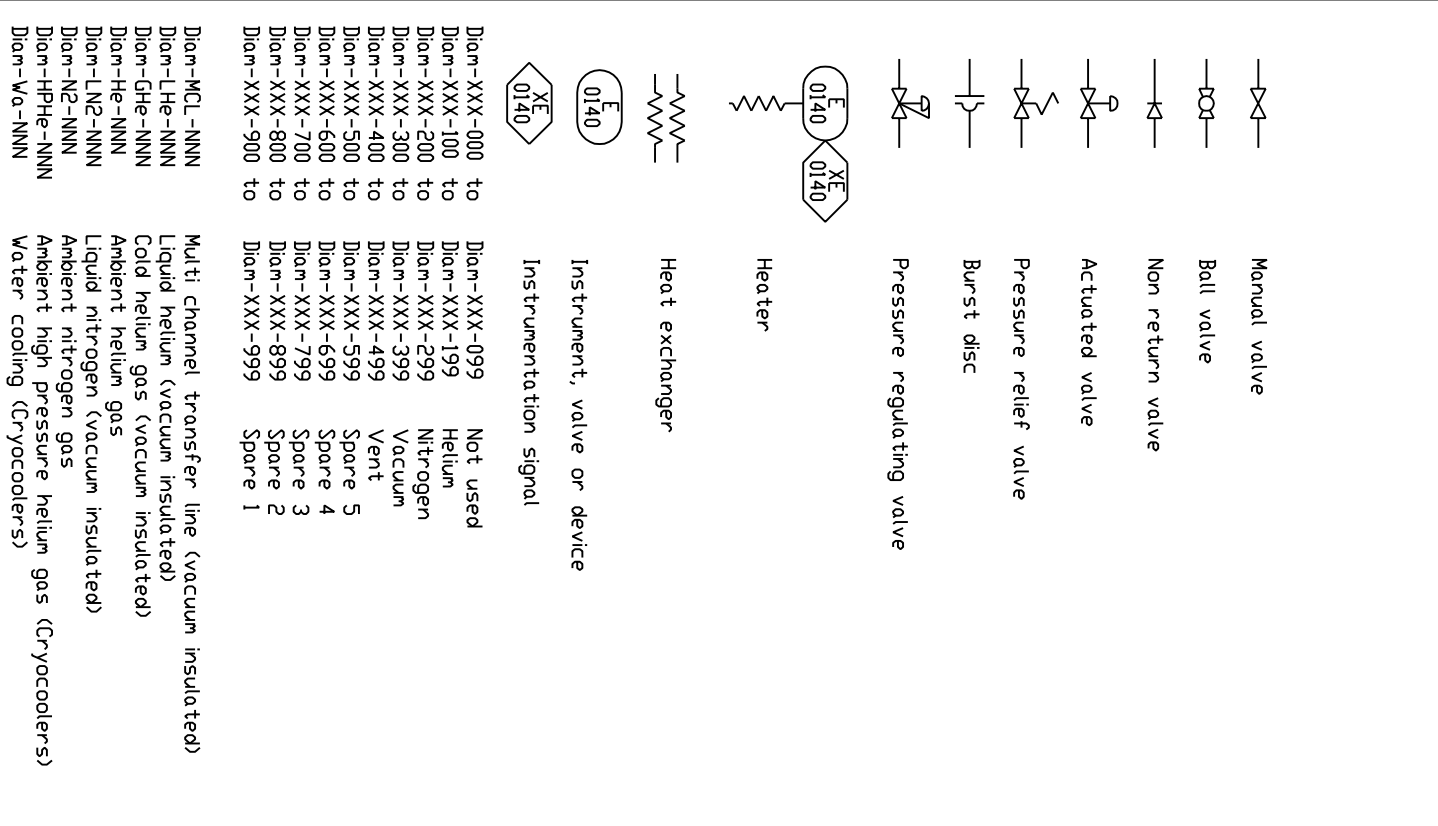 Manual valve
Ball valve
Non return valve
Actuated valve
Pressure relief valve
Burst disc
Pressure regulating valve
E
0140
XE
0140
Heater
Heat exchanger
E
0140
Instrument, valve or device
XE
0140
Instrumentation signal
Diam-XXX-000 to Diam-XXX-099 Not used
Diam-XXX-100 to Diam-XXX-199 Helium
Diam-XXX-200 to Diam-XXX-299 Nitrogen
Diam-XXX-300 to Diam-XXX-399 Vacuum
Diam-XXX-400 to Diam-XXX-499 Vent
Diam-XXX-500 to Diam-XXX-599 Spare 5
Diam-XXX-600 to Diam-XXX-699 Spare 4
Diam-XXX-700 to Diam-XXX-799 Spare 3
Diam-XXX-800 to Diam-XXX-899 Spare 2
Diam-XXX-900 to Diam-XXX-999 Spare 1
Diam-MCL-NNN Multi channel transfer line (vacuum insulated)
Diam-LHe-NNN Liquid helium (vacuum insulated)
Diam-GHe-NNN Cold helium gas (vacuum insulated)
Diam-He-NNN Ambient helium gas
Diam-LN2-NNN Liquid nitrogen (vacuum insulated)
Diam-N2-NNN Ambient nitrogen gas
Diam-HPHe-NNN Ambient high pressure helium gas (Cryocoolers)
Diam-Wa-NNN Water cooling (Cryocoolers)